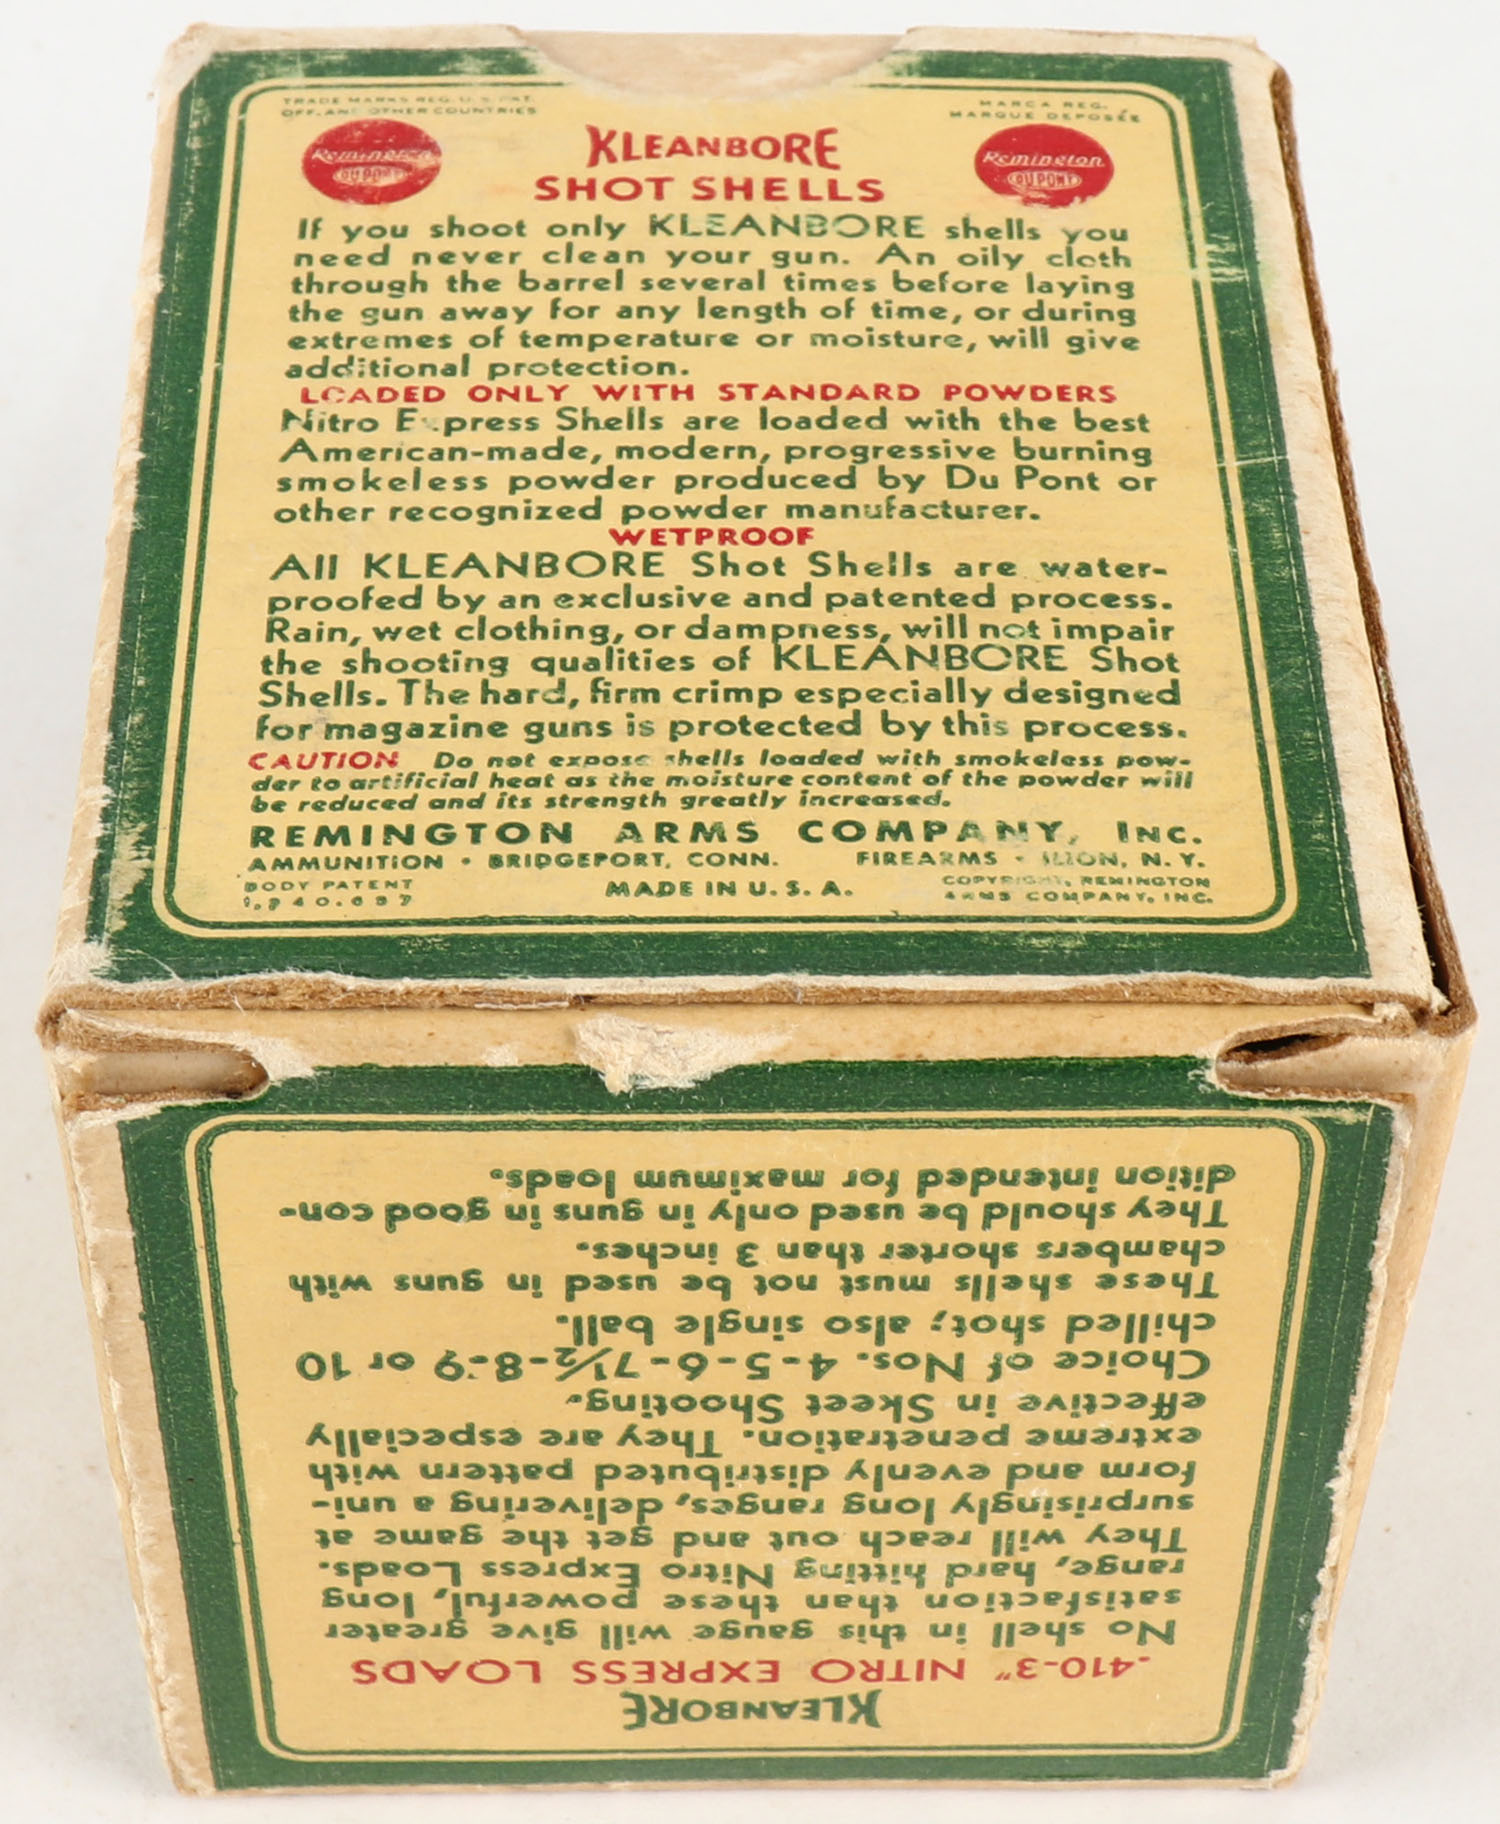 TRADE MARKS REG. U.S. PAT.
OFF. AND OTHER COUNTRIES
MARCA REG.
MARQUE DEPOSÉE
Remington
DU PONT
KLEANBORE
SHOT SHELLS
Remington
DU PONT
If you shoot only KLEANBORE shells you
need never clean your gun. An oily cloth
through the barrel several times before laying
the gun away for any length of time, or during
extremes of temperature or moisture, will give
additional protection.
LOADED ONLY WITH STANDARD POWDERS
Nitro Express Shells are loaded with the best
American-made, modern, progressive burning
smokeless powder produced by Du Pont or
other recognized powder manufacturer.
WETPROOF
All KLEANBORE Shot Shells are water-
proofed by an exclusive and patented process.
Rain, wet clothing, or dampness, will not impair
the shooting qualities of KLEANBORE Shot
Shells. The hard, firm crimp especially designed
for magazine guns is protected by this process.
CAUTION Do not expose shells loaded with smokeless pow-
der to artificial heat as the moisture content of the powder will
be reduced and its strength greatly increased.
REMINGTON ARMS COMPANY, INC.
AMMUNITION • BRIDGEPORT, CONN. FIREARMS - ILION, N. Y.
BODY PATENT
MADE IN U. S. A.
COPYRIGHT, REMINGTON
ARMS COMPANY, INC.
KLEANBORE
.410-3" NITRO EXPRESS LOADS
No shell in this gauge will give greater
satisfaction than these powerful, long
range, hard hitting Nitro Express Loads.
They will reach out and get the game at
surprisingly long ranges, delivering a uni-
form and evenly distributed pattern with
extreme penetration. They are especially
effective in Skeet Shooting.
Choice of Nos. 4-5-6-7½-8-9 or 10
chilled shot; also single ball.
These shells must not be used in guns with
chambers shorter than 3 inches.
They should be used only in guns in good con-
dition intended for maximum loads.